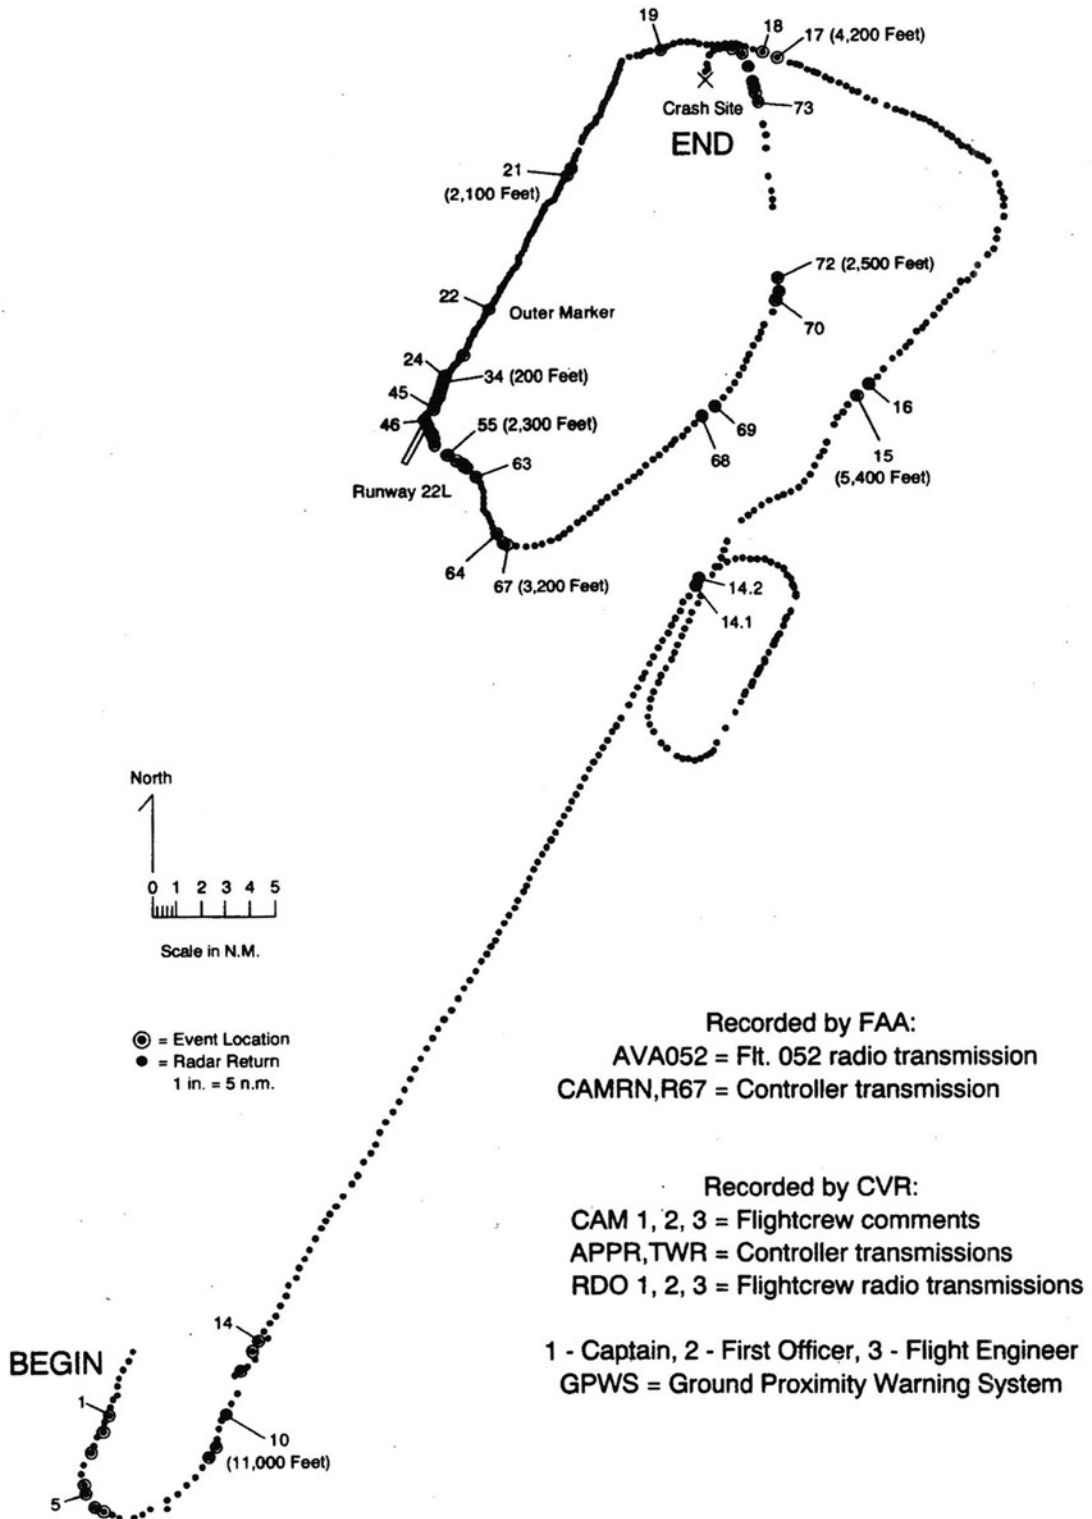 19
18
17 (4,200 Feet)
Crash Site
73
END
21
(2,100 Feet)
72 (2,500 Feet)
22
Outer Marker
70
24
34 (200 Feet)
45
16
46
55 (2,300 Feet)
69
15
(5,400 Feet)
68
63
Runway 22L
64
67 (3,200 Feet)
14.2
14.1
North
0 1 2 3 4 5
Scale in N.M.
= Event Location
= Radar Return
1 in. = 5 n.m.
Recorded by FAA:
AVA052 = Flt. 052 radio transmission
CAMRN,R67 = Controller transmission
Recorded by CVR:
CAM 1, 2, 3 = Flightcrew comments
APPR,TWR = Controller transmissions
RDO 1, 2, 3 = Flightcrew radio transmissions
1 - Captain, 2 - First Officer, 3 - Flight Engineer
GPWS = Ground Proximity Warning System
14
BEGIN
1
10
(11,000 Feet)
5